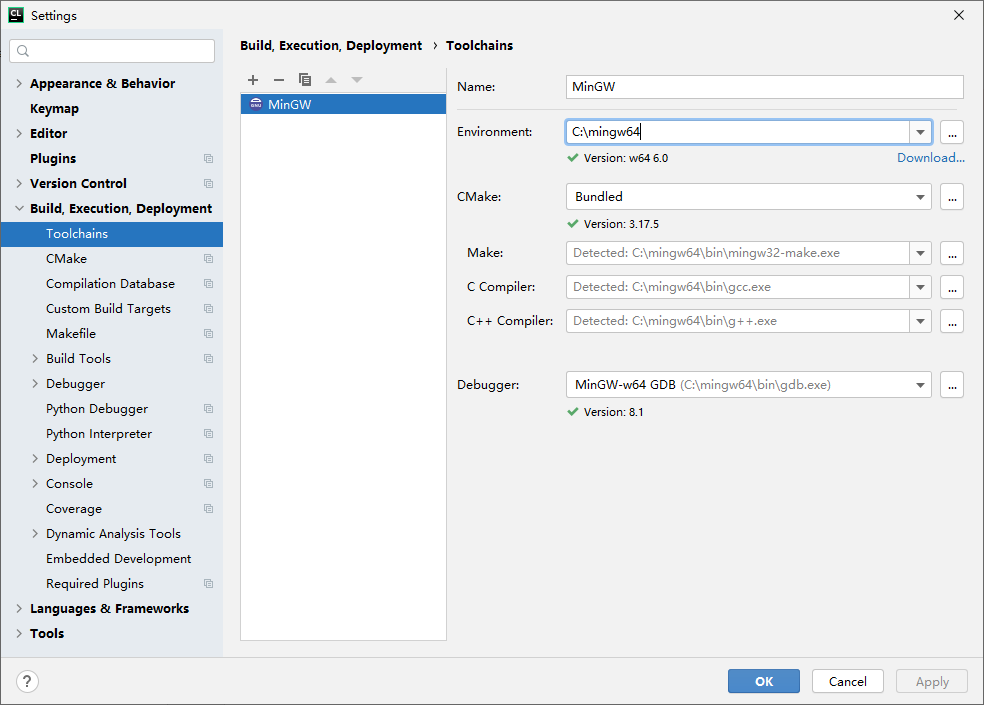 CL Settings
Appearance & Behavior
Keymap
Editor
Plugins
Version Control
Build, Execution, Deployment
Toolchains
CMake
Compilation Database
Custom Build Targets
Makefile
Build Tools
Debugger
Python Debugger
Python Interpreter
Deployment
Console
Coverage
Dynamic Analysis Tools
Embedded Development
Required Plugins
Languages & Frameworks
Tools
Build, Execution, Deployment › Toolchains
GNU MinGW
Name: MinGW
Environment: C:\mingw64 ...
Version: w64 6.0 Download...
CMake: Bundled ...
Version: 3.17.5
Make: Detected: C:\mingw64\bin\mingw32-make.exe ...
C Compiler: Detected: C:\mingw64\bin\gcc.exe ...
C++ Compiler: Detected: C:\mingw64\bin\g++.exe ...
Debugger: MinGW-w64 GDB (C:\mingw64\bin\gdb.exe) ...
Version: 8.1
? OK Cancel Apply